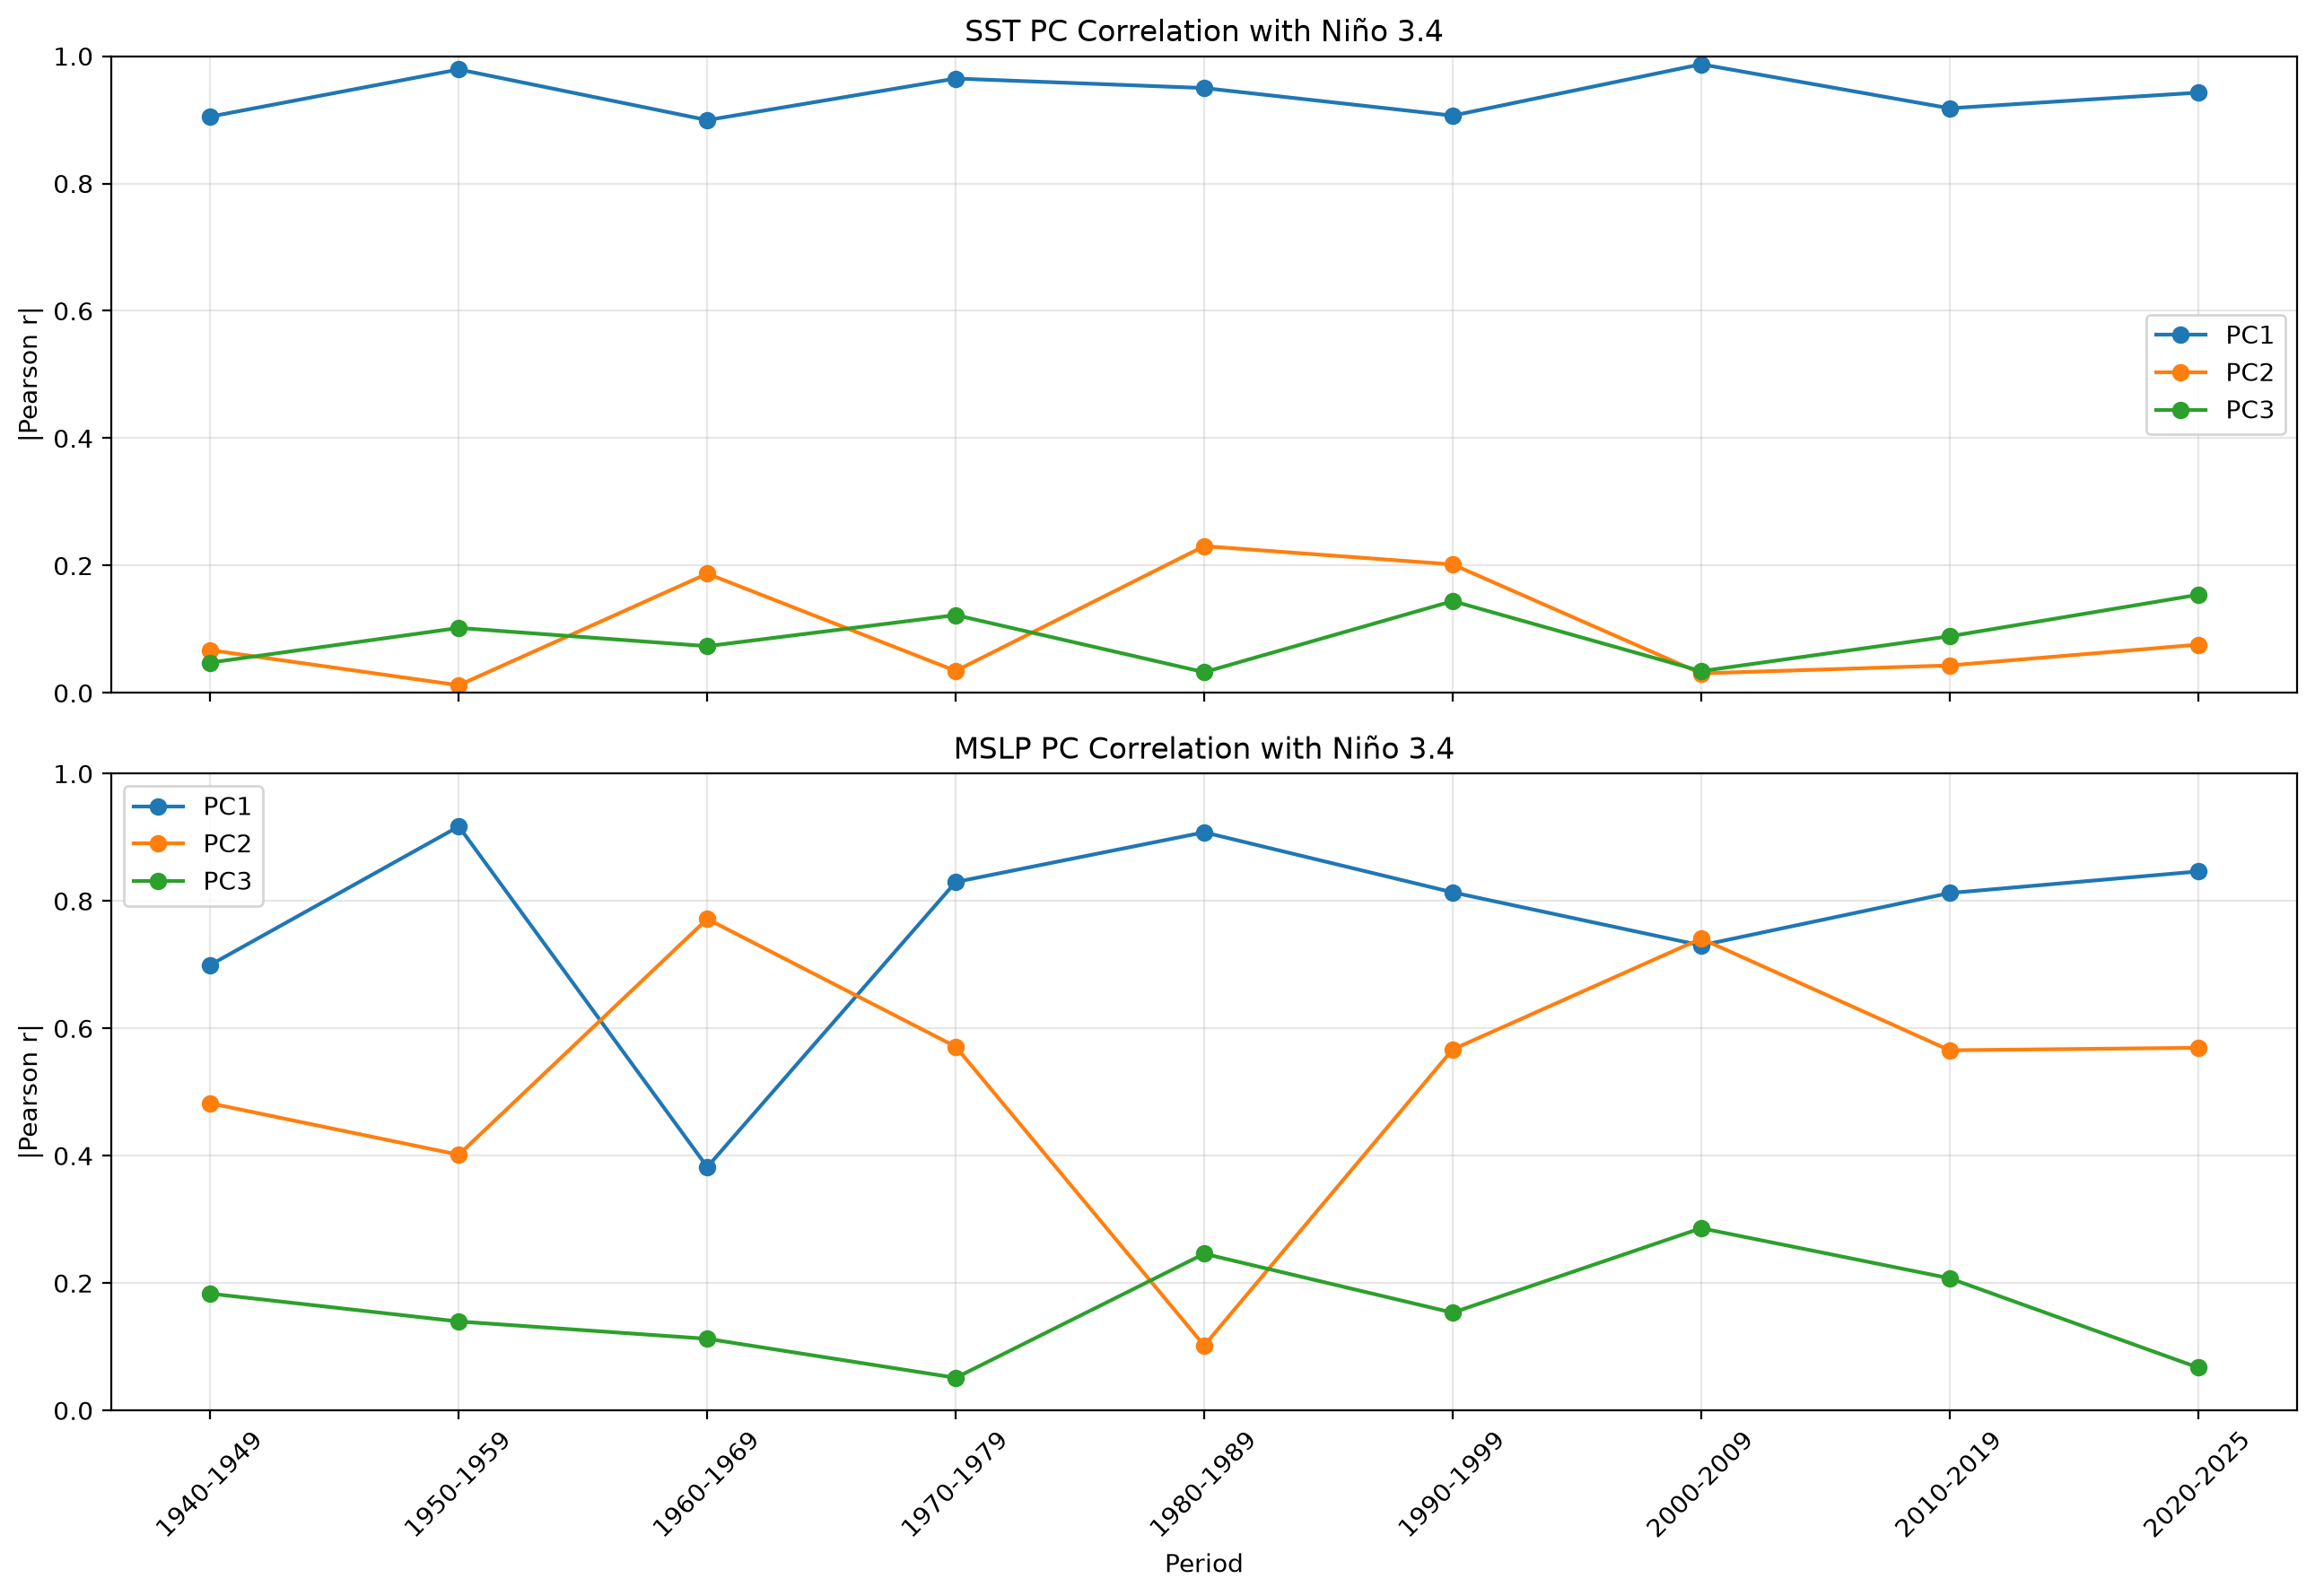 SST PC Correlation with Niño 3.4
1.0
0.8
0.6
0.4
0.2
0.0
|Pearson r|
PC1
PC2
PC3
MSLP PC Correlation with Niño 3.4
1.0
0.8
0.6
0.4
0.2
0.0
|Pearson r|
PC1
PC2
PC3
1940-1949
1950-1959
1960-1969
1970-1979
1980-1989
1990-1999
2000-2009
2010-2019
2020-2025
Period